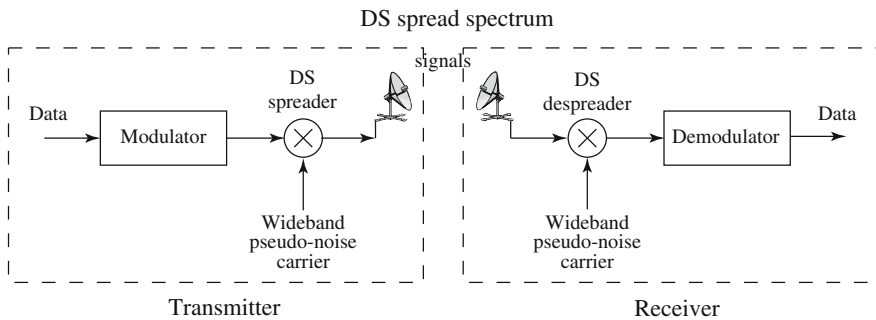 DS spread spectrum
signals
DS
spreader
Data
Modulator
Wideband
pseudo-noise
carrier
Transmitter
DS
despreader
Demodulator
Data
Wideband
pseudo-noise
carrier
Receiver